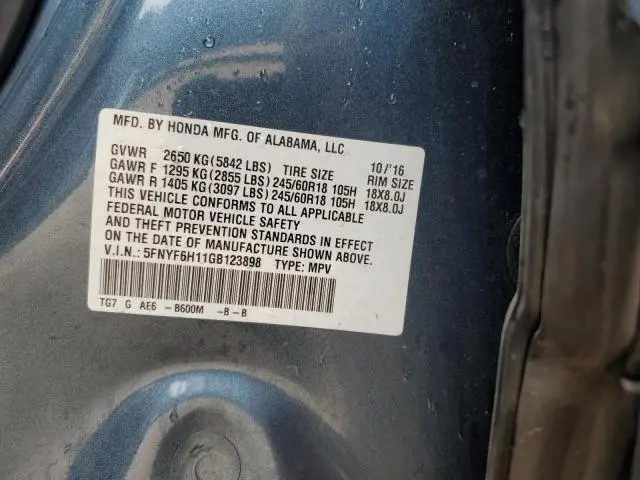 MFD. BY HONDA MFG. OF ALABAMA, LLC
GVWR 2650 KG(5842 LBS) TIRE SIZE 10/'16 RIM SIZE
GAWR F 1295 KG(2855 LBS) 245/60R18 105H 18X8.0J
GAWR R 1405 KG(3097 LBS) 245/60R18 105H 18X8.0J
THIS VEHICLE CONFORMS TO ALL APPLICABLE
FEDERAL MOTOR VEHICLE SAFETY
AND THEFT PREVENTION STANDARDS IN EFFECT
ON THE DATE OF MANUFACTURE SHOWN ABOVE.
V.I.N.: 5FNYF6H11GB123898 TYPE: MPV
TG7 G AE6 -B600M -B-B